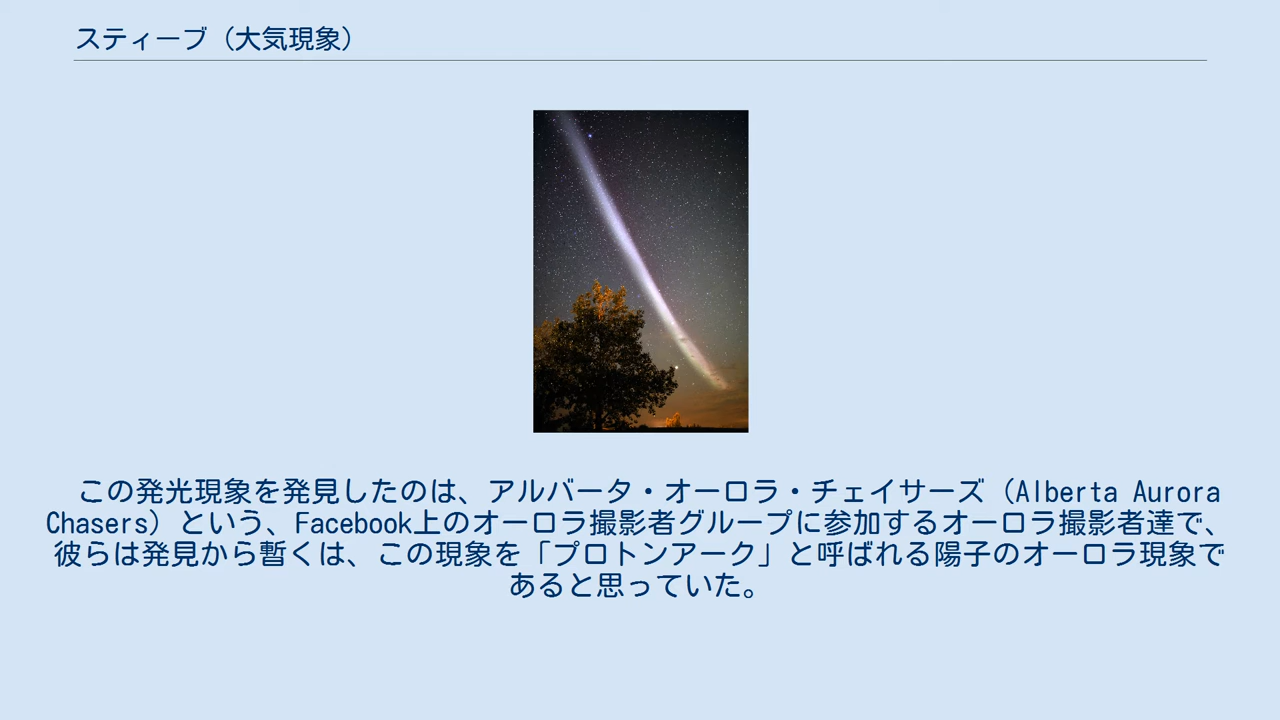 スティーブ（大気現象）
この発光現象を発見したのは、アルバータ・オーロラ・チェイサーズ（Alberta Aurora
Chasers）という、Facebook上のオーロラ撮影者グループに参加するオーロラ撮影者達で、
彼らは発見から暫くは、この現象を「プロトンアーク」と呼ばれる陽子のオーロラ現象で
あると思っていた。